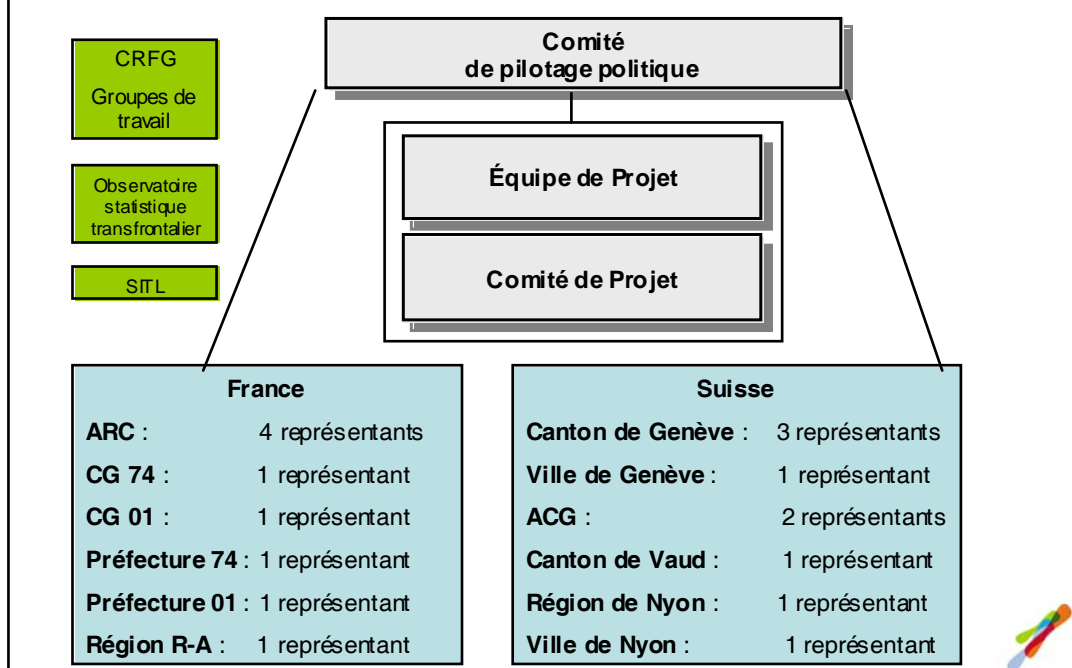 Comité
de pilotage politique
CRFG
Groupes de
travail
Observatoire
statistique
transfrontalier
SITL
Équipe de Projet
Comité de Projet
France
ARC : 4 représentants
CG 74 : 1 représentant
CG 01 : 1 représentant
Préfecture 74 : 1 représentant
Préfecture 01 : 1 représentant
Région R-A : 1 représentant
Suisse
Canton de Genève : 3 représentants
Ville de Genève : 1 représentant
ACG : 2 représentants
Canton de Vaud : 1 représentant
Région de Nyon : 1 représentant
Ville de Nyon : 1 représentant